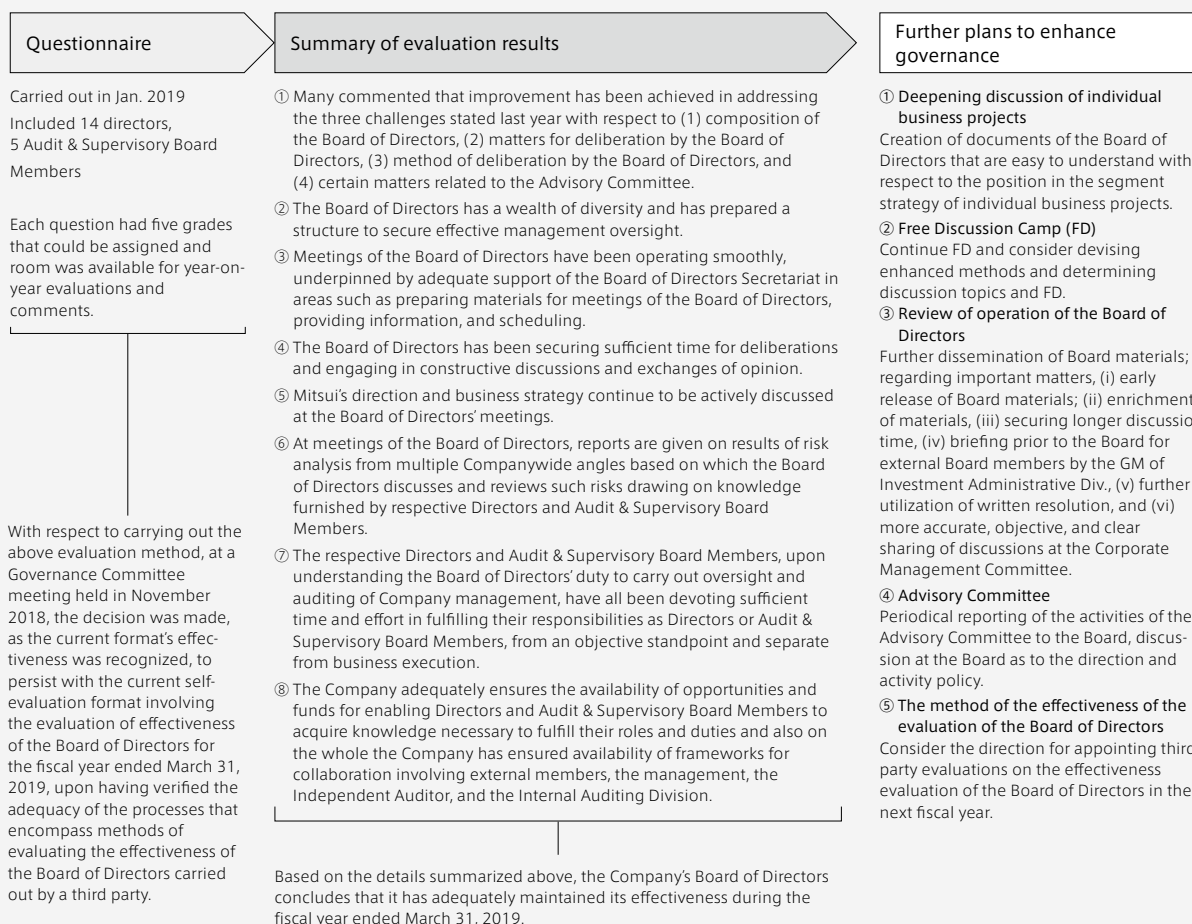 Questionnaire
Carried out in Jan. 2019
Included 14 directors,
5 Audit & Supervisory Board
Members
Each question had five grades
that could be assigned and
room was available for year-on-
year evaluations and
comments.
With respect to carrying out the
above evaluation method, at a
Governance Committee
meeting held in November
2018, the decision was made,
as the current format's effec-
tiveness was recognized, to
persist with the current self-
evaluation format involving
the evaluation of effectiveness
of the Board of Directors for
the fiscal year ended March 31,
2019, upon having verified the
adequacy of the processes that
encompass methods of
evaluating the effectiveness of
the Board of Directors carried
out by a third party.
Summary of evaluation results
① Many commented that improvement has been achieved in addressing
the three challenges stated last year with respect to (1) composition of
the Board of Directors, (2) matters for deliberation by the Board of
Directors, (3) method of deliberation by the Board of Directors, and
(4) certain matters related to the Advisory Committee.
② The Board of Directors has a wealth of diversity and has prepared a
structure to secure effective management oversight.
③ Meetings of the Board of Directors have been operating smoothly,
underpinned by adequate support of the Board of Directors Secretariat in
areas such as preparing materials for meetings of the Board of Directors,
providing information, and scheduling.
④ The Board of Directors has been securing sufficient time for deliberations
and engaging in constructive discussions and exchanges of opinion.
⑤ Mitsui's direction and business strategy continue to be actively discussed
at the Board of Directors' meetings.
⑥ At meetings of the Board of Directors, reports are given on results of risk
analysis from multiple Companywide angles based on which the Board
of Directors discusses and reviews such risks drawing on knowledge
furnished by respective Directors and Audit & Supervisory Board
Members.
⑦ The respective Directors and Audit & Supervisory Board Members, upon
understanding the Board of Directors' duty to carry out oversight and
auditing of Company management, have all been devoting sufficient
time and effort in fulfilling their responsibilities as Directors or Audit &
Supervisory Board Members, from an objective standpoint and separate
from business execution.
⑧ The Company adequately ensures the availability of opportunities and
funds for enabling Directors and Audit & Supervisory Board Members to
acquire knowledge necessary to fulfill their roles and duties and also on
the whole the Company has ensured availability of frameworks for
collaboration involving external members, the management, the
Independent Auditor, and the Internal Auditing Division.
Based on the details summarized above, the Company's Board of Directors
concludes that it has adequately maintained its effectiveness during the
fiscal year ended March 31, 2019.
Further plans to enhance
governance
① Deepening discussion of individual
business projects
Creation of documents of the Board of
Directors that are easy to understand with
respect to the position in the segment
strategy of individual business projects.
② Free Discussion Camp (FD)
Continue FD and consider devising
enhanced methods and determining
discussion topics and FD.
③ Review of operation of the Board of
Directors
Further dissemination of Board materials;
regarding important matters, (i) early
release of Board materials; (ii) enrichment
of materials, (iii) securing longer discussio
time, (iv) briefing prior to the Board for
external Board members by the GM of
Investment Administrative Div., (v) further
utilization of written resolution, and (vi)
more accurate, objective, and clear
sharing of discussions at the Corporate
Management Committee.
④ Advisory Committee
Periodical reporting of the activities of the
Advisory Committee to the Board, discus-
sion at the Board as to the direction and
activity policy.
⑤ The method of the effectiveness of the
evaluation of the Board of Directors
Consider the direction for appointing third
party evaluations on the effectiveness
evaluation of the Board of Directors in the
next fiscal year.